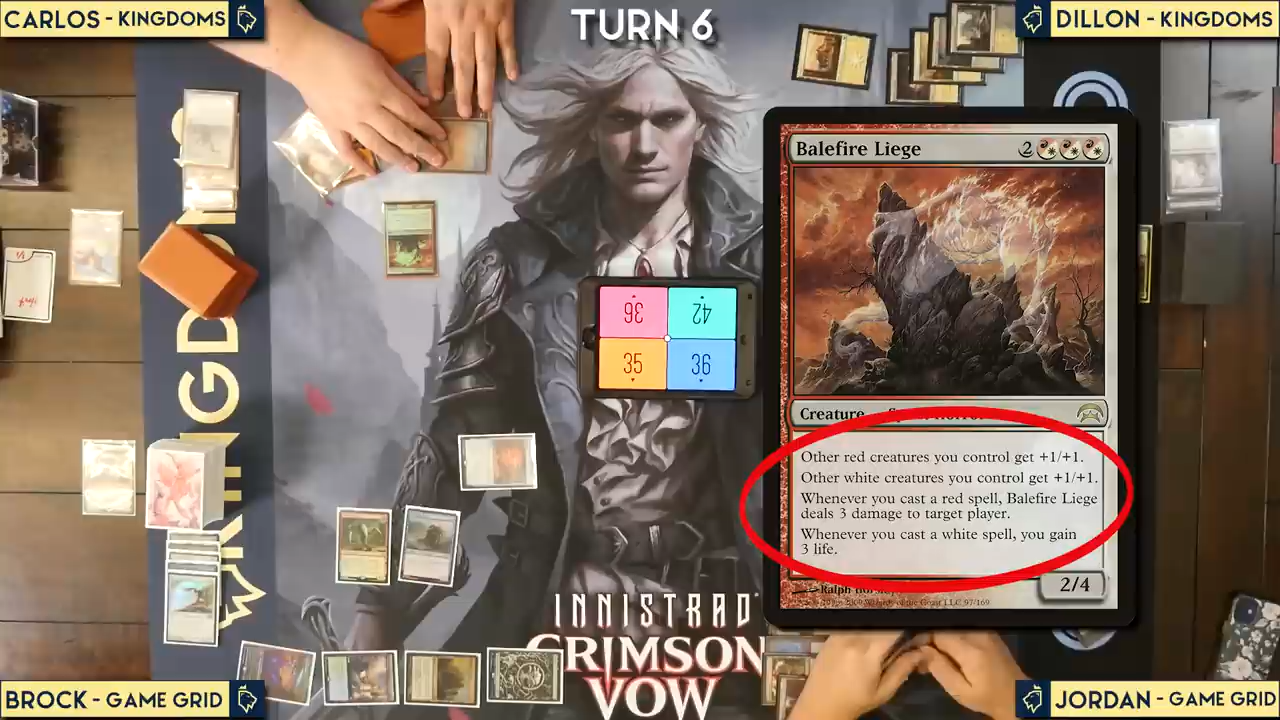 CARLOS - KINGDOMS
TURN 6
DILLON - KINGDOMS
Balefire Liege 2
36 42
35 36
Creature
Other red creatures you control get +1/+1.
Other white creatures you control get +1/+1.
Whenever you cast a red spell, Balefire Liege
deals 3 damage to target player.
Whenever you cast a white spell, you gain
3 life.
2/4
INNISTRAD
CRIMSON
VOW
BROCK - GAME GRID
JORDAN - GAME GRID